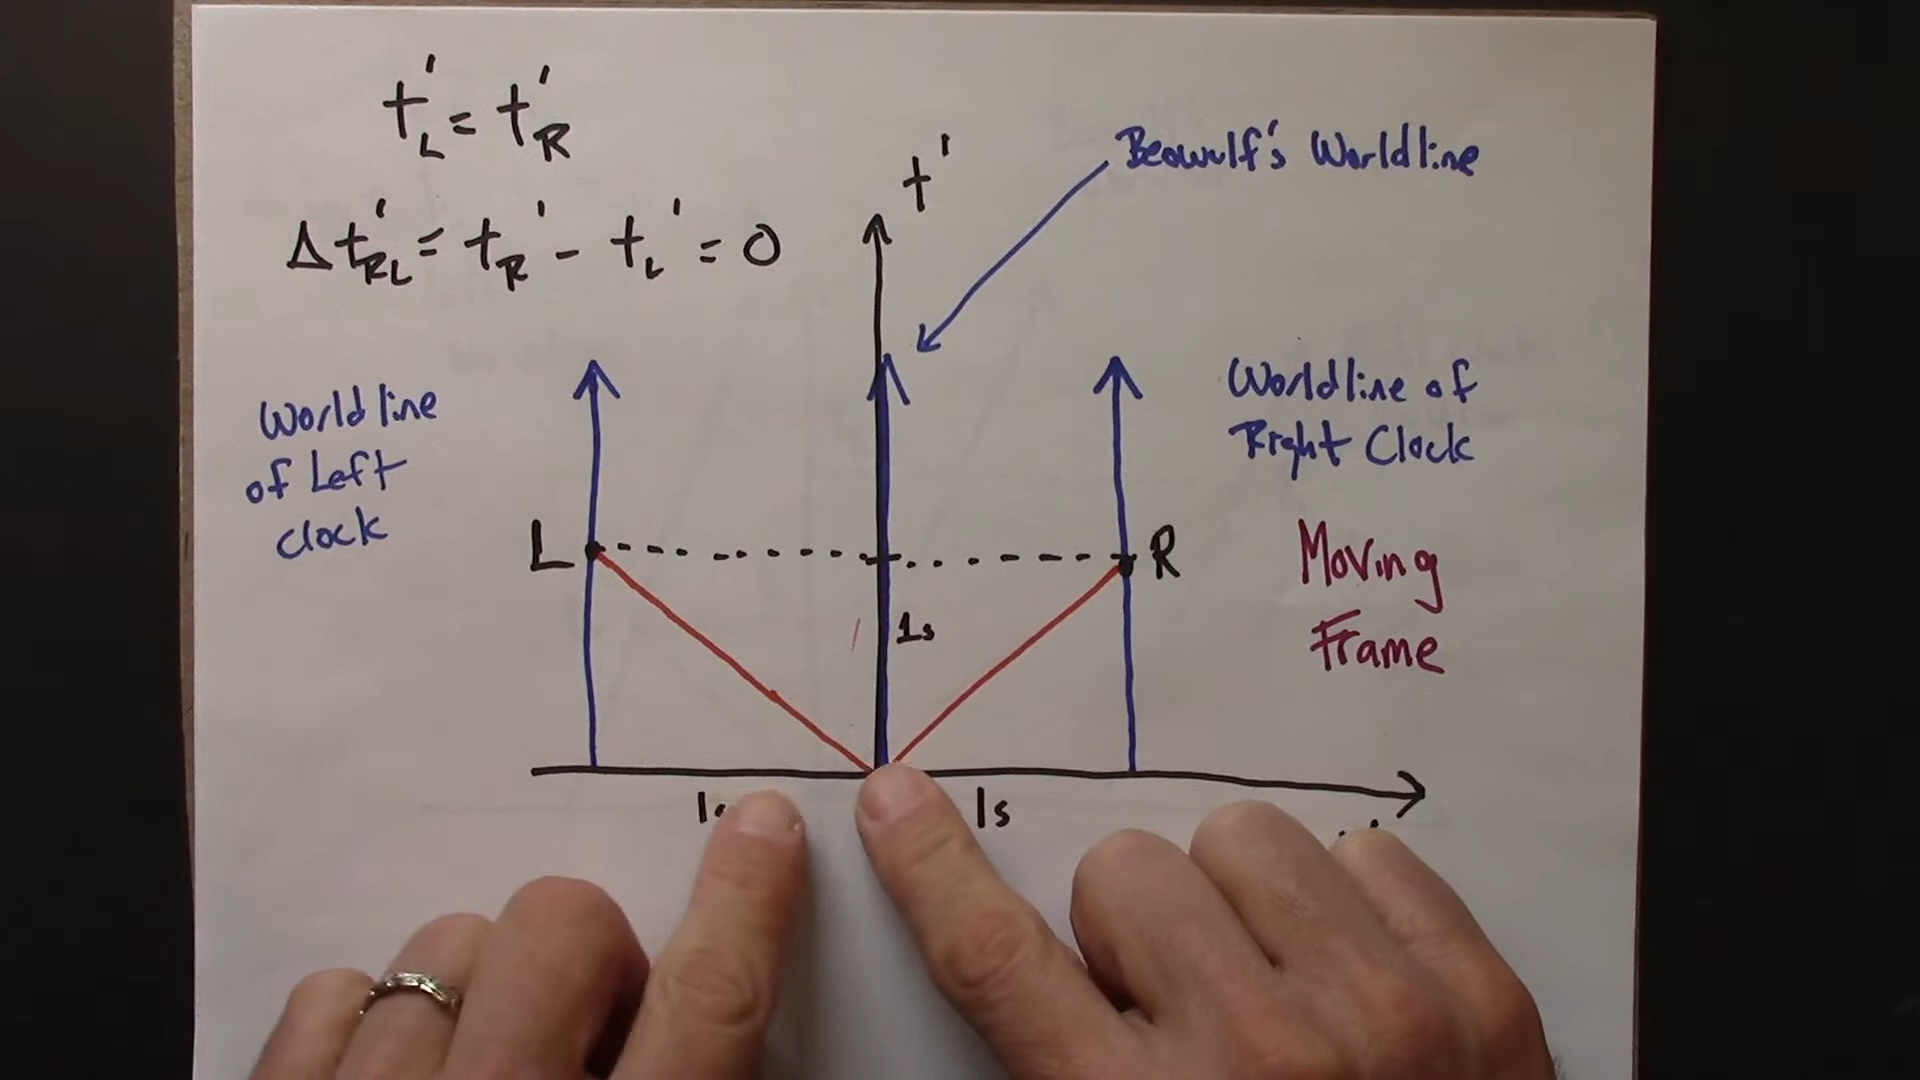 t'L = t'R
Δt'RL = t'R - t'L = 0
t'
Beowulf's Worldline
World line
of Left
clock
Worldline of
Right Clock
L
R
Moving
Frame
1s
1s